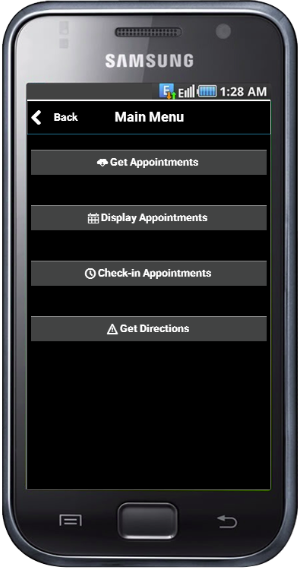 SAMSUNG
E 1:28 AM
Back Main Menu
Get Appointments
Display Appointments
Check-in Appointments
Get Directions